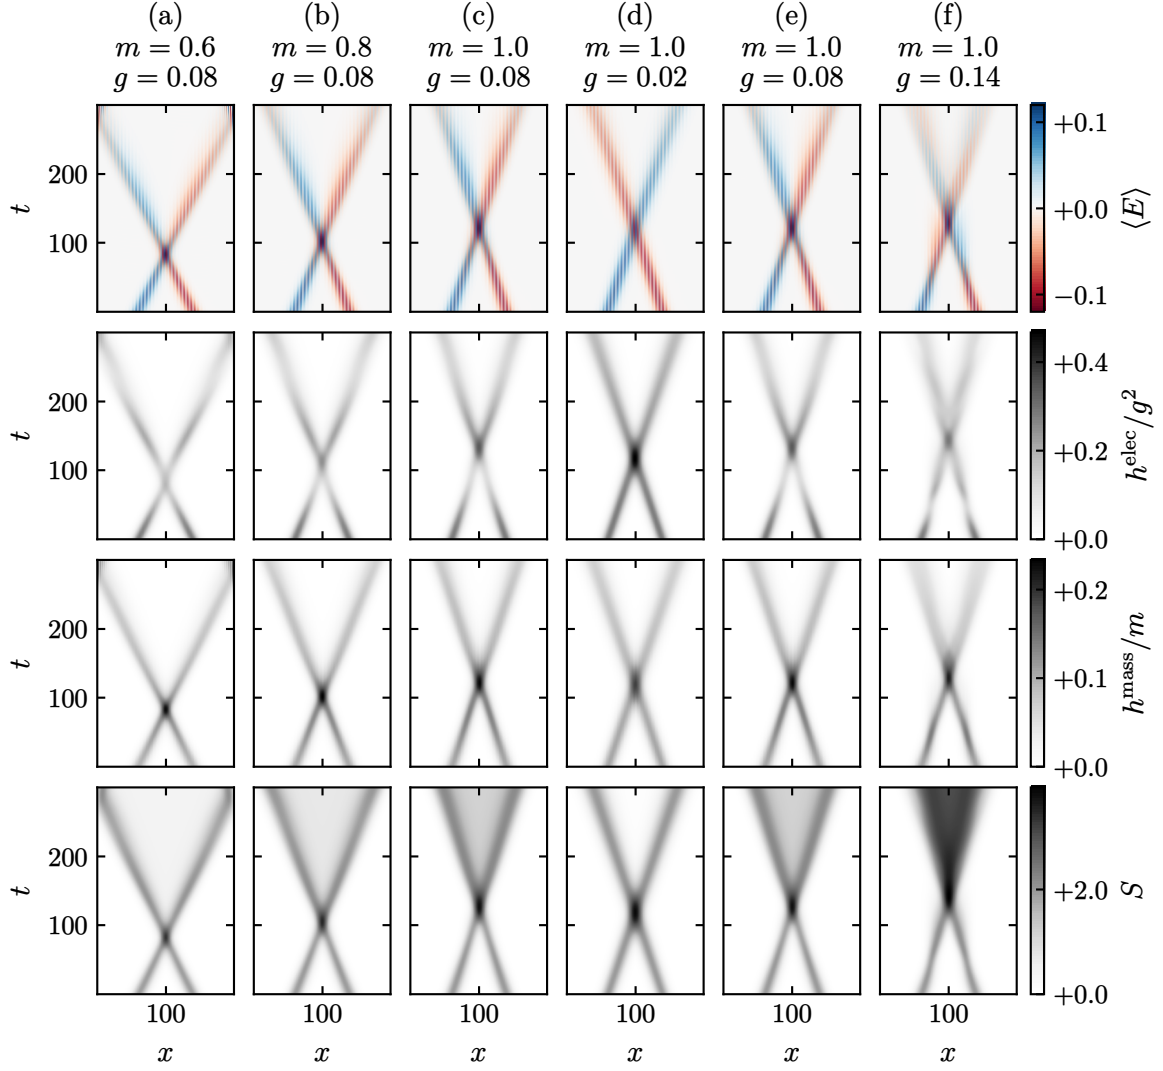 (a) (b) (c) (d) (e) (f)
m = 0.6 m = 0.8 m = 1.0 m = 1.0 m = 1.0 m = 1.0
g = 0.08 g = 0.08 g = 0.08 g = 0.02 g = 0.08 g = 0.14
t
200
100
+0.1
+0.0
−0.1
⟨E⟩
t
200
100
+0.4
+0.2
+0.0
h^elec/g^2
t
200
100
+0.2
+0.1
+0.0
h^mass/m
t
200
100
+2.0
+0.0
S
100 100 100 100 100 100
x x x x x x